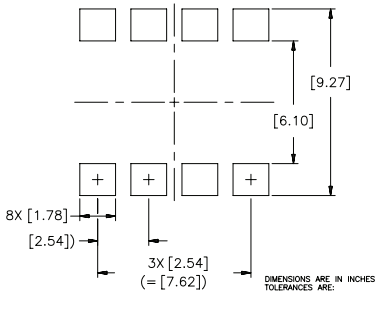 [9.27]
[6.10]
8X [1.78]
[2.54])
3X [2.54]
(= [7.62])
DIMENSIONS ARE IN INCHES
TOLERANCES ARE: